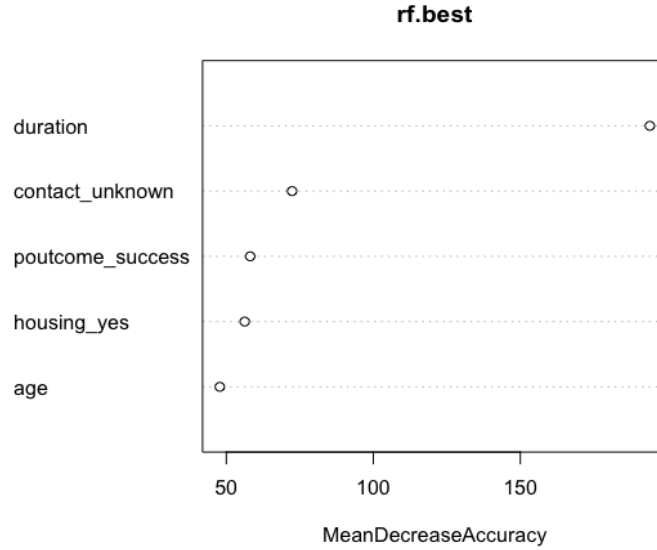 rf.best
duration
contact_unknown
poutcome_success
housing_yes
age
50 100 150
MeanDecreaseAccuracy